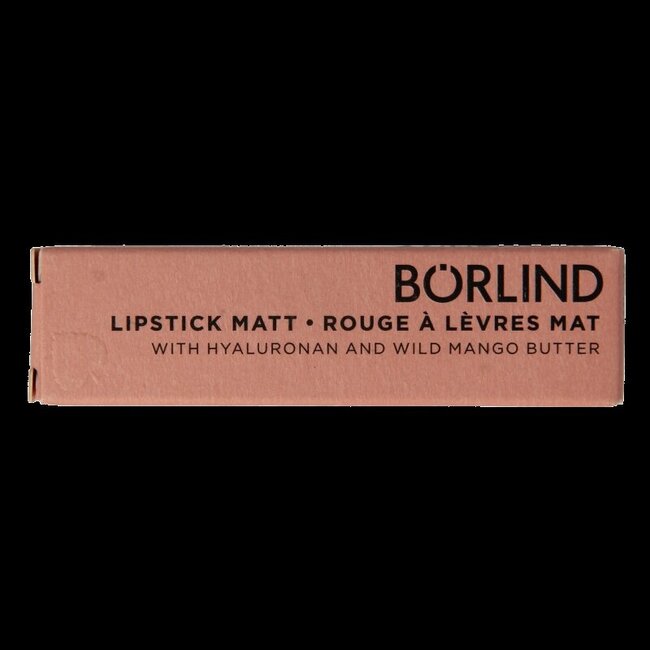 BÖRLIND
LIPSTICK MATT • ROUGE À LÈVRES MAT
WITH HYALURONAN AND WILD MANGO BUTTER